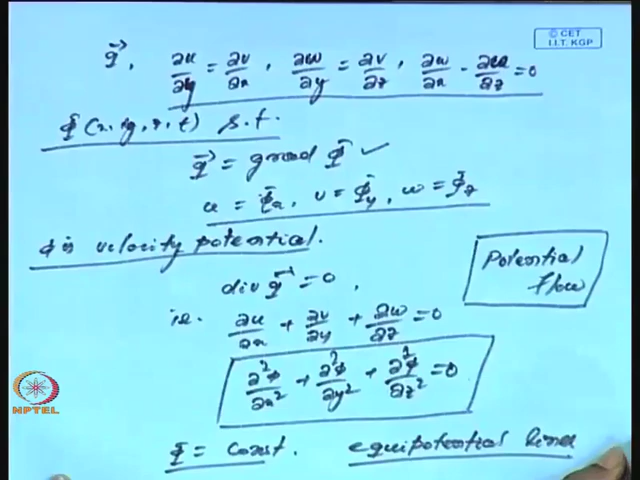 © CET
I.I.T. KGP
q⃗, ∂u/∂y = ∂v/∂x, ∂w/∂y = ∂v/∂z, ∂w/∂x - ∂u/∂z = 0
Φ(x, y, z, t) s.t.
q⃗ = grad Φ ✓
u = Φx, v = Φy, w = Φz
φ is velocity potential.
Potential
flow
div q⃗ = 0,
i.e. ∂u/∂x + ∂v/∂y + ∂w/∂z = 0
∂²φ/∂x² + ∂²φ/∂y² + ∂²φ/∂z² = 0
NPTEL
Φ = Const. equipotential lines